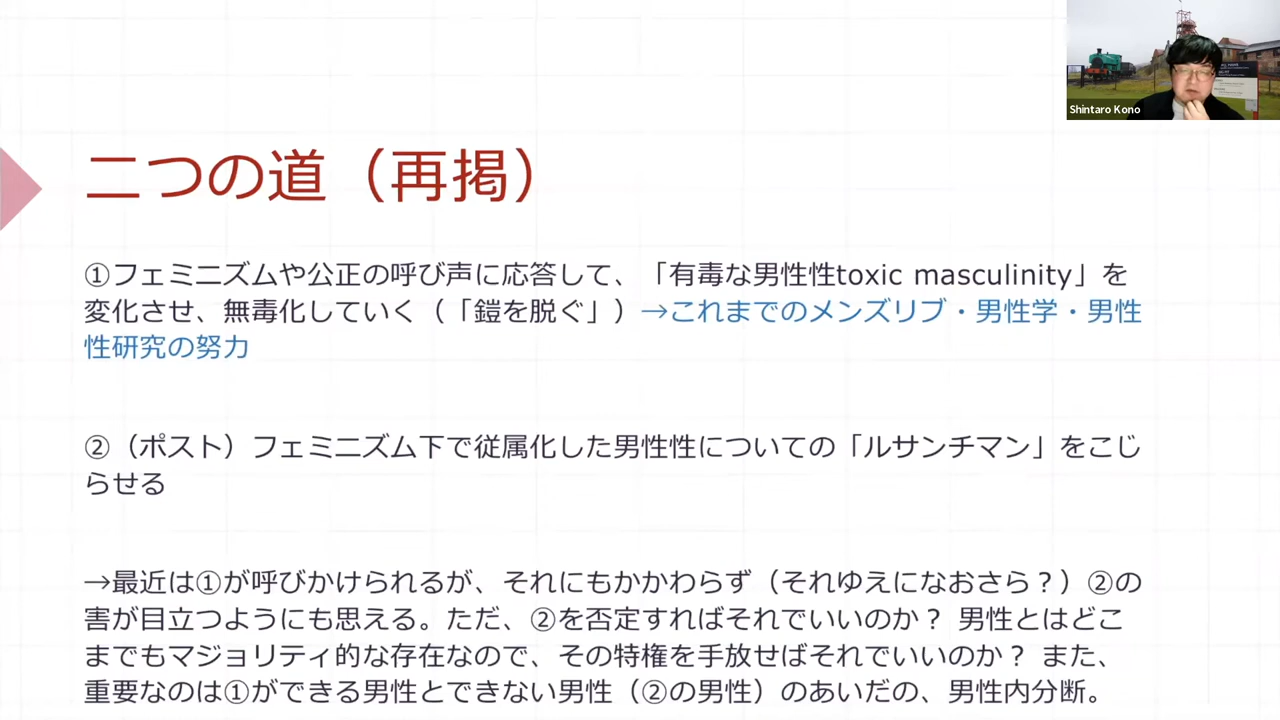 Shintaro Kono
二つの道（再掲）
①フェミニズムや公正の呼び声に応答して、「有毒な男性性toxic masculinity」を
変化させ、無毒化していく（「鎧を脱ぐ」）→これまでのメンズリブ・男性学・男性
性研究の努力
②（ポスト）フェミニズム下で従属化した男性性についての「ルサンチマン」をこじ
らせる
→最近は①が呼びかけられるが、それにもかかわらず（それゆえになおさら？）②の
害が目立つようにも思える。ただ、②を否定すればそれでいいのか？ 男性とはどこ
までもマジョリティ的な存在なので、その特権を手放せばそれでいいのか？ また、
重要なのは①ができる男性とできない男性（②の男性）のあいだの、男性内分断。